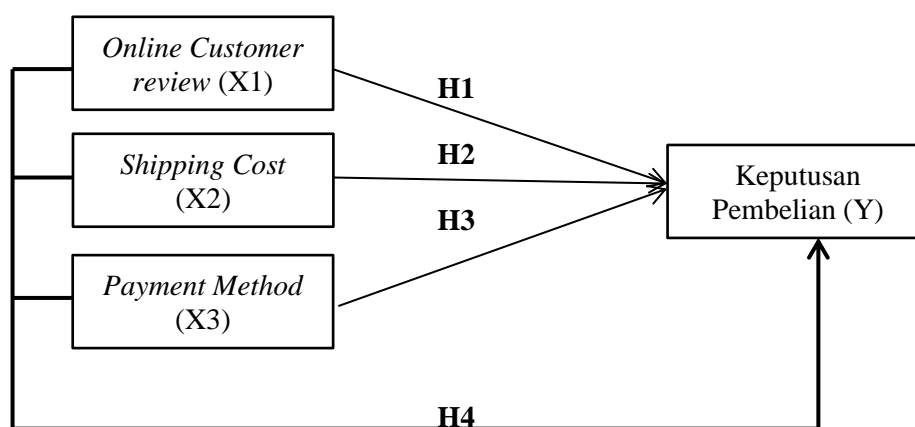 Online Customer
review (X1)
H1
Shipping Cost
(X2)
H2
Keputusan
Pembelian (Y)
H3
Payment Method
(X3)
H4